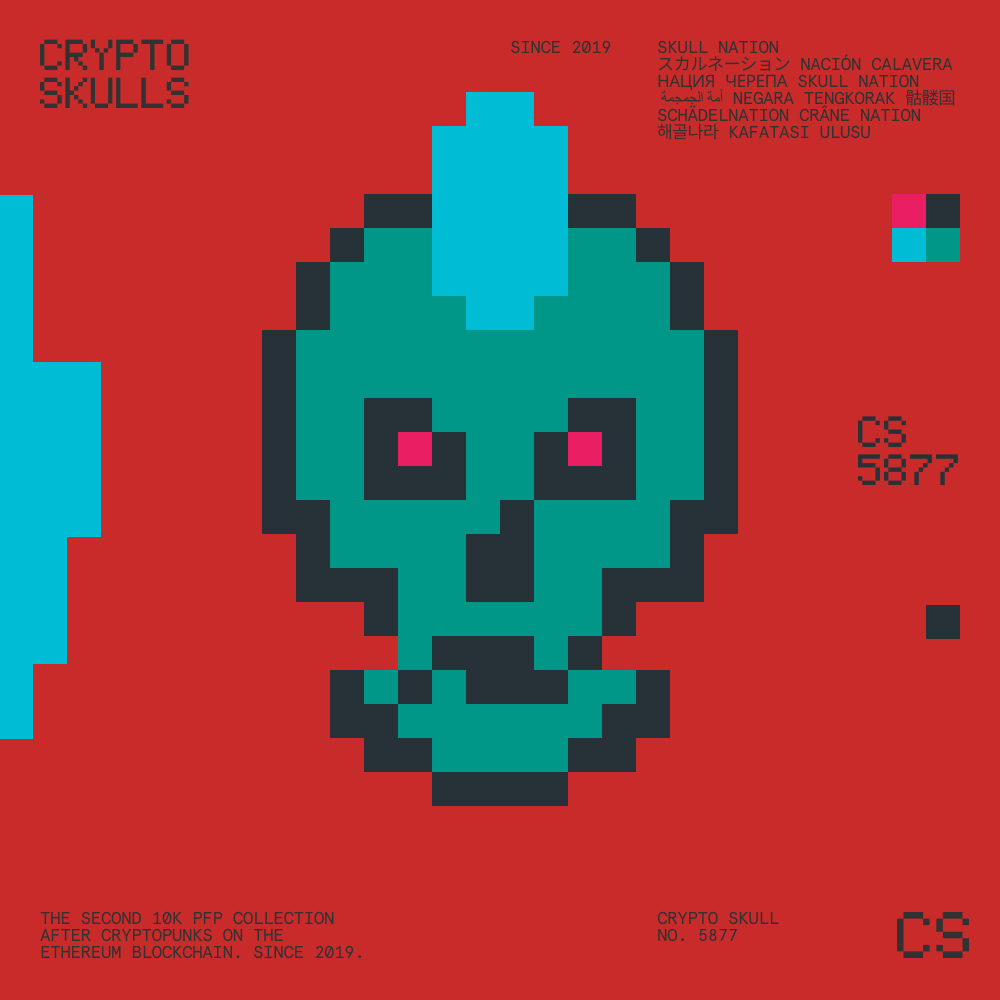 CRYPTO
SKULLS
SINCE 2019
SKULL NATION
スカルネーション NACIÓN CALAVERA
НАЦИЯ ЧЕРЕПА SKULL NATION
أمة الجمجمة NEGARA TENGKORAK 骷髅国
SCHÄDELNATION CRÂNE NATION
해골나라 KAFATASI ULUSU
CS
5877
THE SECOND 10K PFP COLLECTION
AFTER CRYPTOPUNKS ON THE
ETHEREUM BLOCKCHAIN. SINCE 2019.
CRYPTO SKULL
NO. 5877
CS